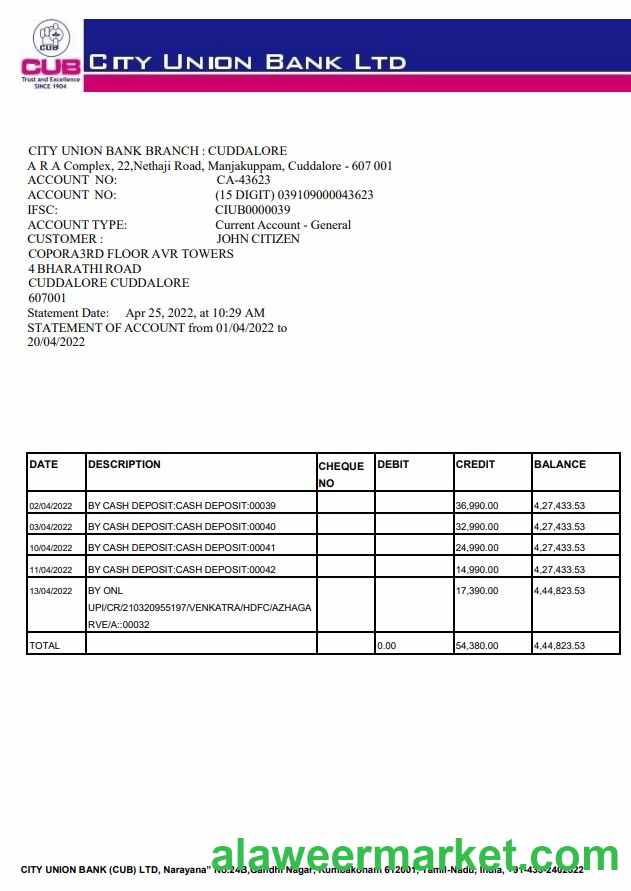 CUB
CUB
Trust and Excellence
SINCE 1904
CITY UNION BANK LTD
CITY UNION BANK BRANCH : CUDDALORE
A R A Complex, 22,Nethaji Road, Manjakuppam, Cuddalore - 607 001
ACCOUNT NO: CA-43623
ACCOUNT NO: (15 DIGIT) 039109000043623
IFSC: CIUB0000039
ACCOUNT TYPE: Current Account - General
CUSTOMER : JOHN CITIZEN
COPORA3RD FLOOR AVR TOWERS
4 BHARATHI ROAD
CUDDALORE CUDDALORE
607001
Statement Date: Apr 25, 2022, at 10:29 AM
STATEMENT OF ACCOUNT from 01/04/2022 to
20/04/2022
DATE DESCRIPTION CHEQUE NO DEBIT CREDIT BALANCE
02/04/2022 BY CASH DEPOSIT:CASH DEPOSIT:00039 36,990.00 4,27,433.53
03/04/2022 BY CASH DEPOSIT:CASH DEPOSIT:00040 32,990.00 4,27,433.53
10/04/2022 BY CASH DEPOSIT:CASH DEPOSIT:00041 24,990.00 4,27,433.53
11/04/2022 BY CASH DEPOSIT:CASH DEPOSIT:00042 14,990.00 4,27,433.53
13/04/2022 BY ONL 17,390.00 4,44,823.53
UPI/CR/210320955197/VENKATRA/HDFC/AZHAGA
RVE/A::00032
TOTAL 0.00 54,380.00 4,44,823.53
alaweermarket.com
CITY UNION BANK (CUB) LTD, Narayana" No.24B,Gandhi Nagar, Kumbakonam 612001, Tamil-Nadu, India, +91-435-2402322